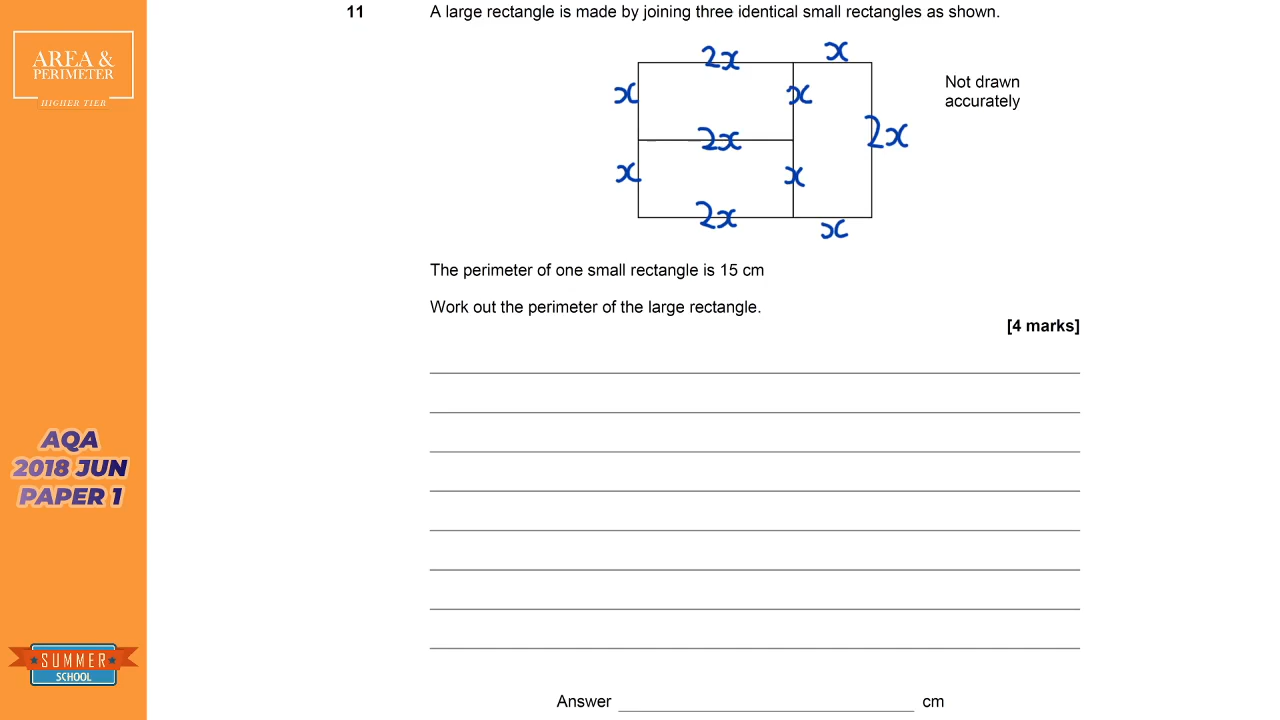 AREA &
PERIMETER
HIGHER TIER
AQA
2018 JUN
PAPER 1
SUMMER
SCHOOL
11 A large rectangle is made by joining three identical small rectangles as shown.
2x x
x x
Not drawn
accurately
2x 2x
x x
2x x
The perimeter of one small rectangle is 15 cm
Work out the perimeter of the large rectangle.
[4 marks]
Answer cm